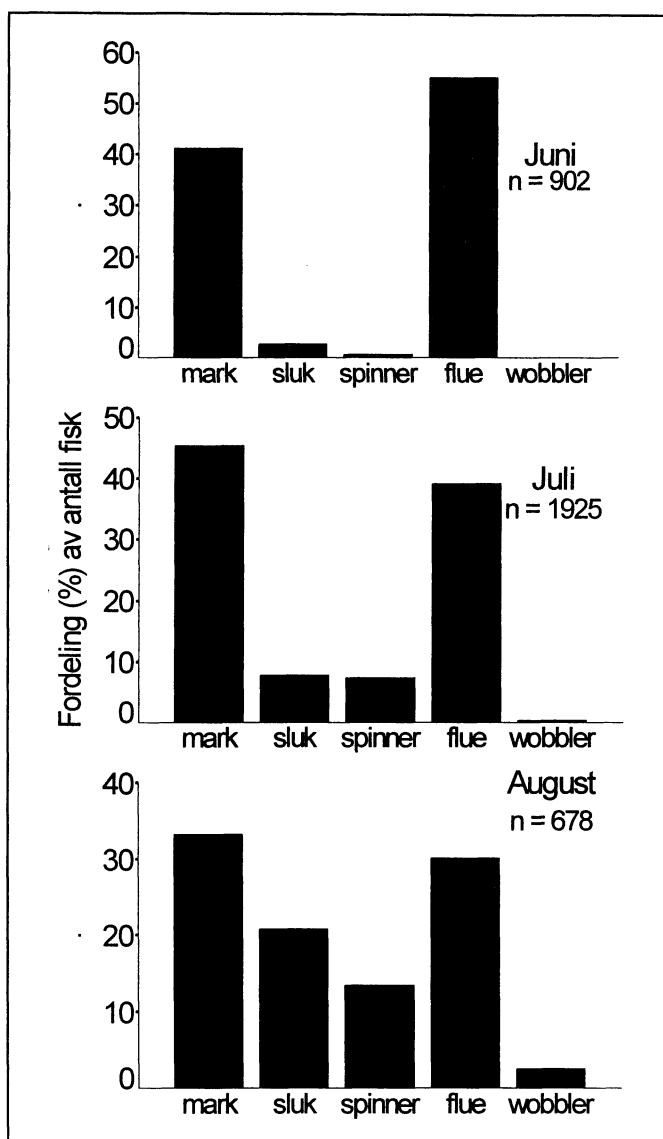 Fordeling (%) av antall fisk
60
50
40
30
20
10
0
Juni
n = 902
mark sluk spinner flue wobbler
50
40
30
20
10
0
Juli
n = 1925
mark sluk spinner flue wobbler
40
30
20
10
0
August
n = 678
mark sluk spinner flue wobbler